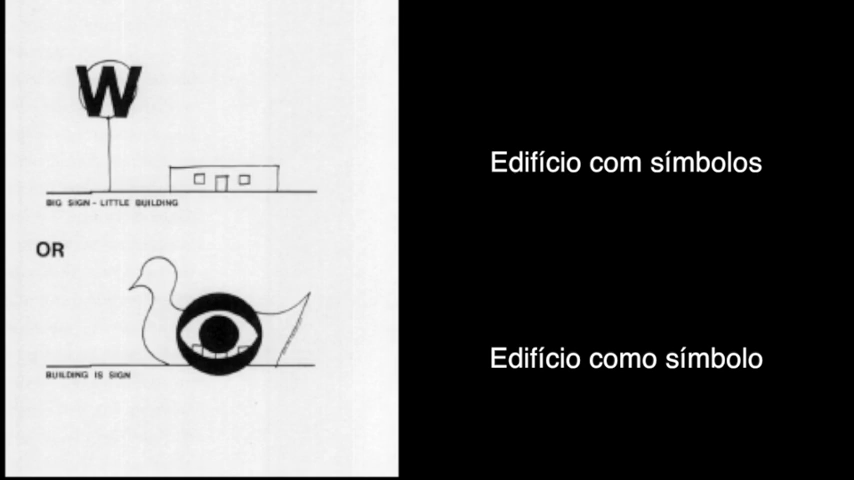 W
BIG SIGN - LITTLE BUILDING
Edifício com símbolos
OR
BUILDING IS SIGN
Edifício como símbolo